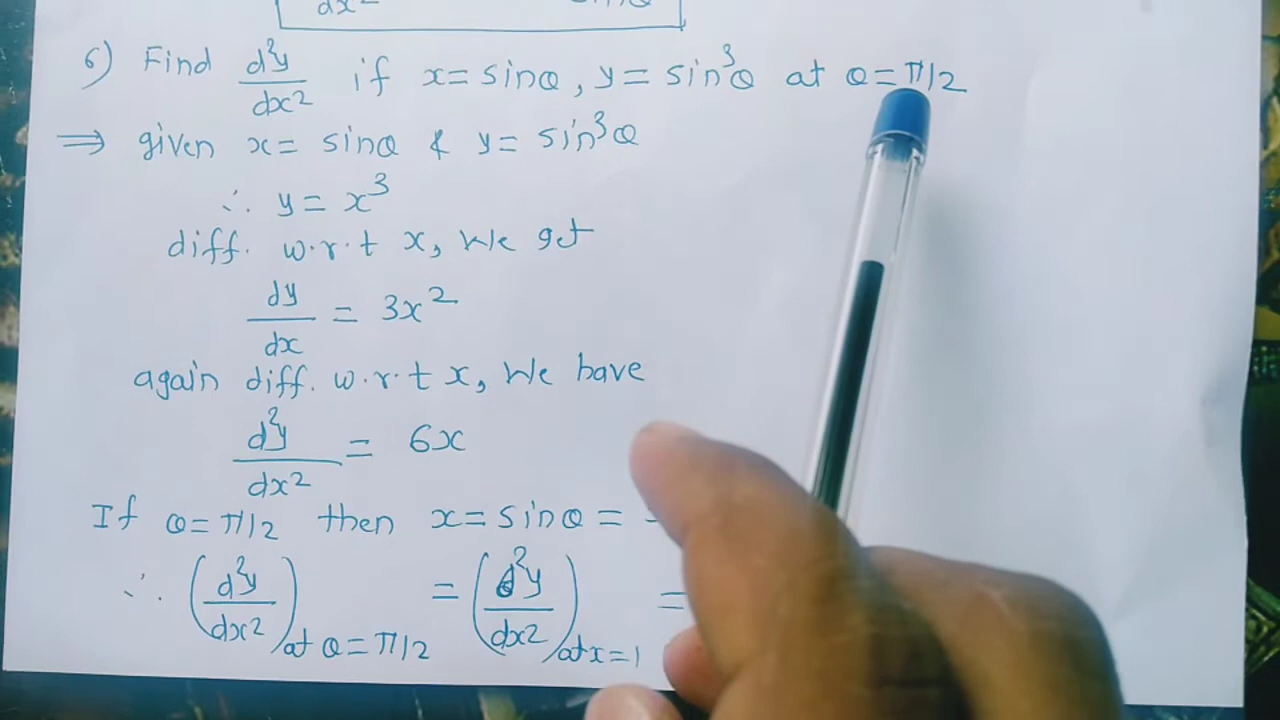 dx²
6) Find d²y/dx² if x = sinθ, y = sin³θ at θ = π/2
⇒ given x = sinθ & y = sin³θ
∴ y = x³
diff. w.r.t x, We get
dy/dx = 3x²
again diff. w.r.t x, We have
d²y/dx² = 6x
If θ = π/2 then x = sinθ =
∴ (d²y/dx²) at θ = π/2 = (d²y/dx²) at x = 1 =